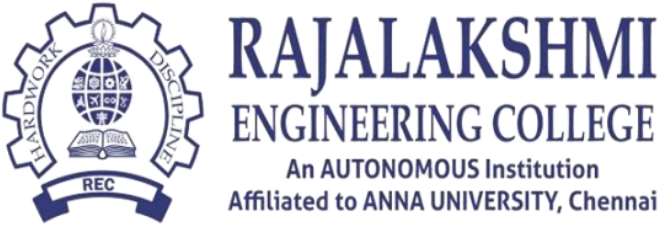 HARDWORK
DISCIPLINE
REC
RAJALAKSHMI
ENGINEERING COLLEGE
An AUTONOMOUS Institution
Affiliated to ANNA UNIVERSITY, Chennai